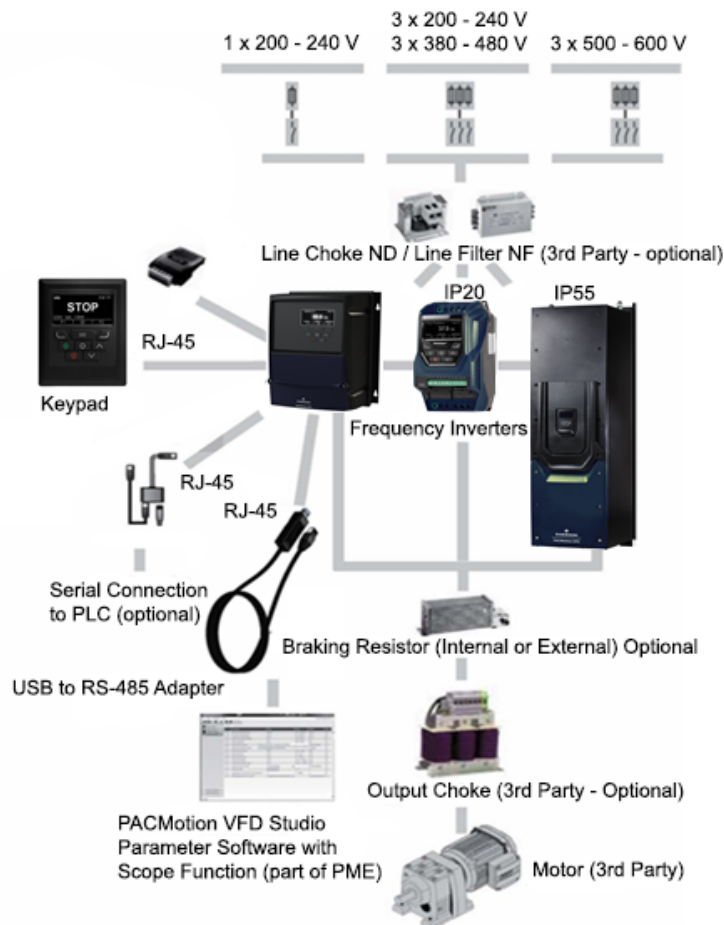 1 x 200 - 240 V
3 x 200 - 240 V
3 x 380 - 480 V
3 x 500 - 600 V
Line Choke ND / Line Filter NF (3rd Party - optional)
IP20
IP55
STOP
RJ-45
Keypad
Frequency Inverters
RJ-45
RJ-45
Serial Connection
to PLC (optional)
Braking Resistor (Internal or External) Optional
USB to RS-485 Adapter
Output Choke (3rd Party - Optional)
PACMotion VFD Studio
Parameter Software with
Scope Function (part of PME)
Motor (3rd Party)